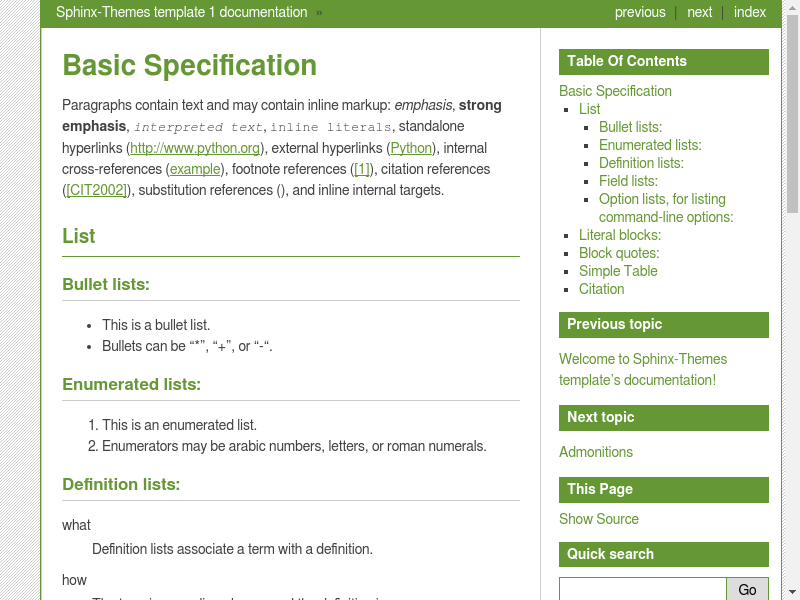 Sphinx-Themes template 1 documentation »
previous | next | index
Basic Specification
Paragraphs contain text and may contain inline markup: emphasis, strong
emphasis, interpreted text, inline literals, standalone
hyperlinks (http://www.python.org), external hyperlinks (Python), internal
cross-references (example), footnote references ([1]), citation references
([CIT2002]), substitution references (), and inline internal targets.
List
Bullet lists:
• This is a bullet list.
• Bullets can be “*”, “+”, or “-“.
Enumerated lists:
1. This is an enumerated list.
2. Enumerators may be arabic numbers, letters, or roman numerals.
Definition lists:
what
Definition lists associate a term with a definition.
how
Table Of Contents
Basic Specification
▪ List
▪ Bullet lists:
▪ Enumerated lists:
▪ Definition lists:
▪ Field lists:
▪ Option lists, for listing
command-line options:
▪ Literal blocks:
▪ Block quotes:
▪ Simple Table
▪ Citation
Previous topic
Welcome to Sphinx-Themes
template's documentation!
Next topic
Admonitions
This Page
Show Source
Quick search
Go